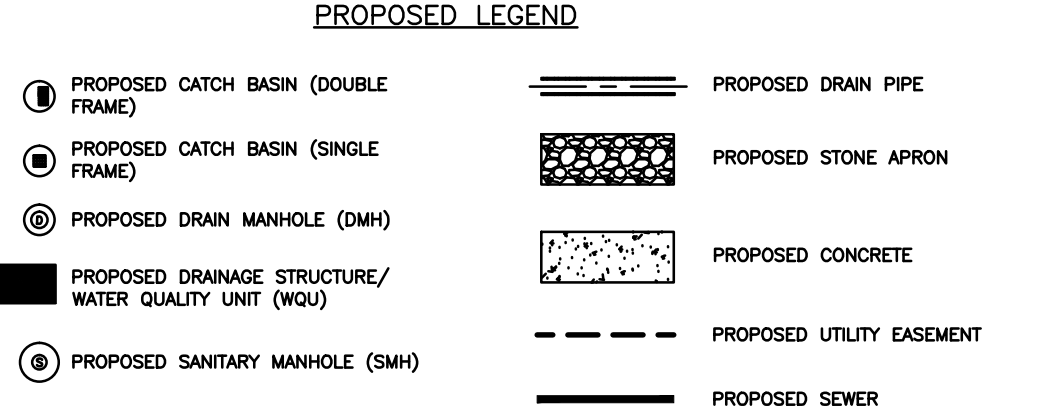 PROPOSED LEGEND
PROPOSED CATCH BASIN (DOUBLE
FRAME)
PROPOSED CATCH BASIN (SINGLE
FRAME)
D
PROPOSED DRAIN MANHOLE (DMH)
PROPOSED DRAINAGE STRUCTURE/
WATER QUALITY UNIT (WQU)
S
PROPOSED SANITARY MANHOLE (SMH)
PROPOSED DRAIN PIPE
PROPOSED STONE APRON
PROPOSED CONCRETE
PROPOSED UTILITY EASEMENT
PROPOSED SEWER